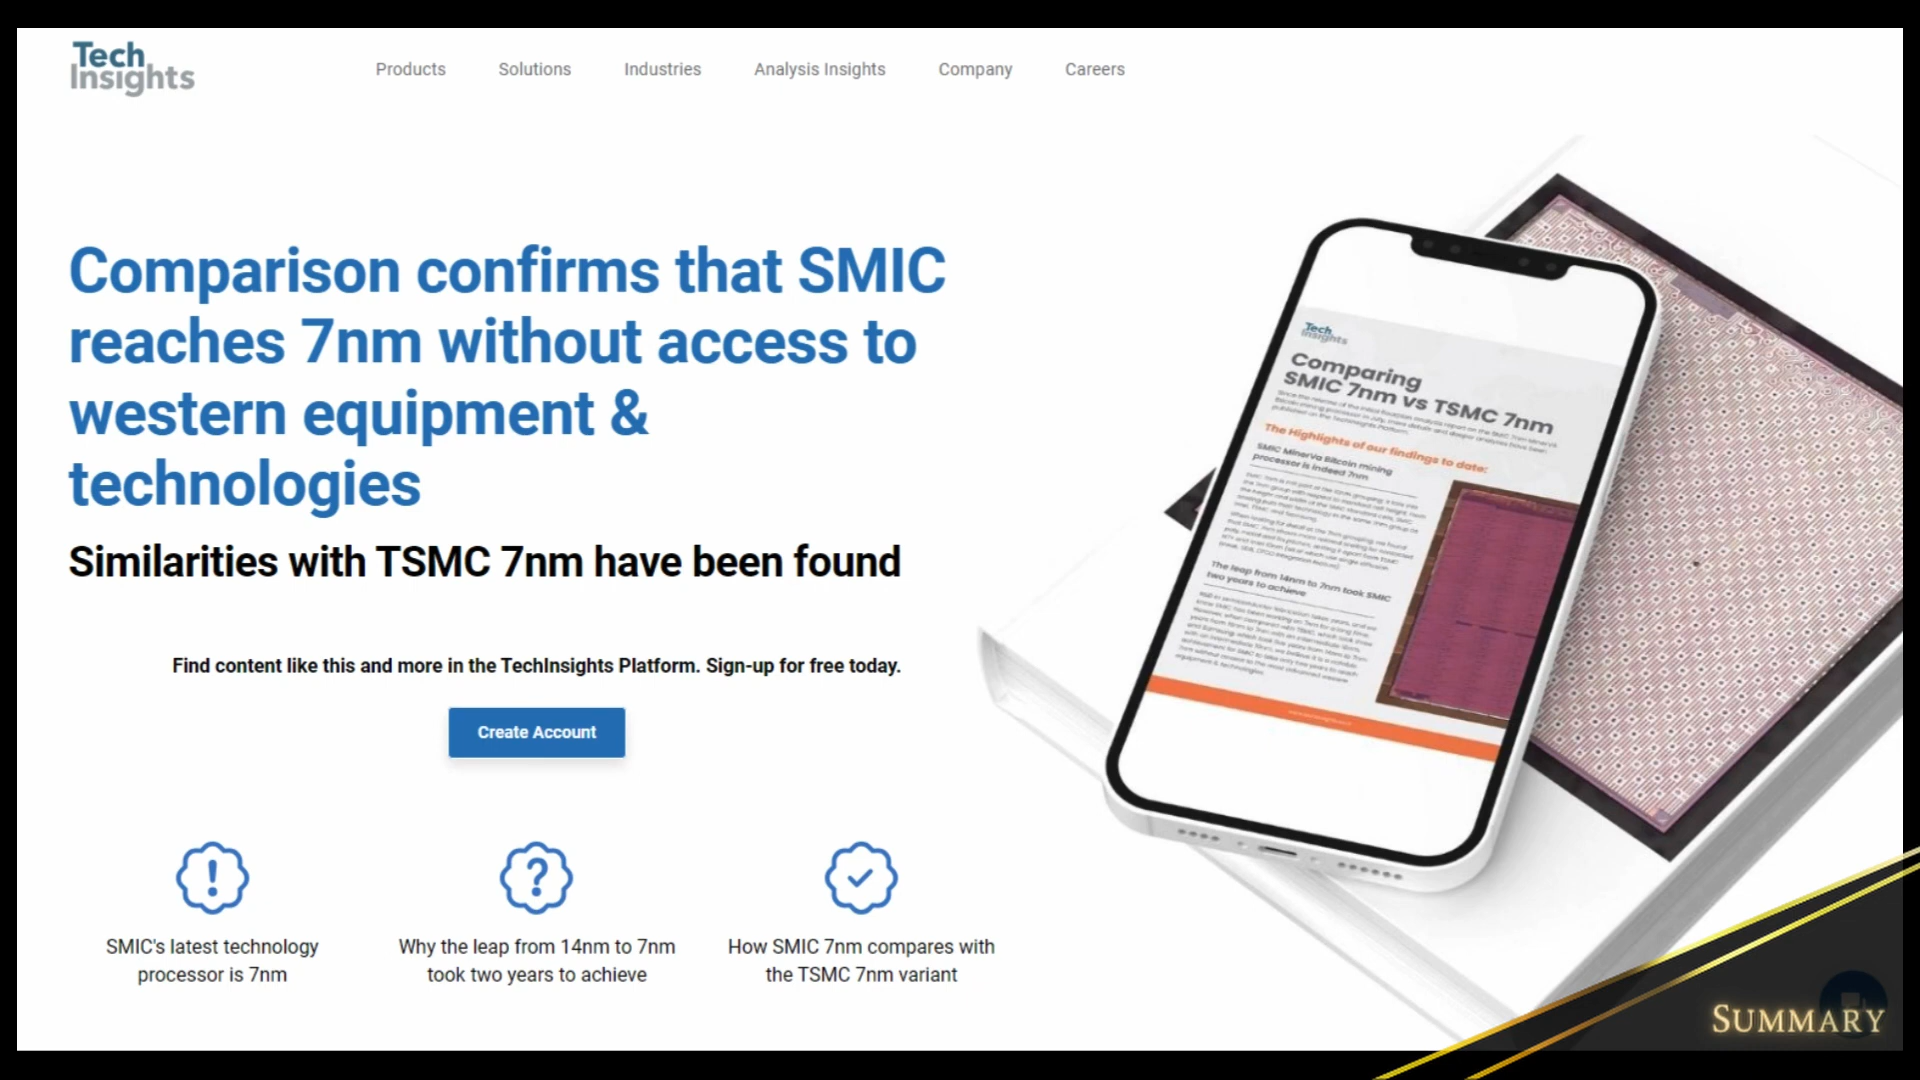 Tech
Insights
Products
Solutions
Industries
Analysis Insights
Company
Careers
Comparison confirms that SMIC
reaches 7nm without access to
western equipment &
technologies
Similarities with TSMC 7nm have been found
Find content like this and more in the TechInsights Platform. Sign-up for free today.
Create Account
SMIC's latest technology
processor is 7nm
Why the leap from 14nm to 7nm
took two years to achieve
How SMIC 7nm compares with
the TSMC 7nm variant
Tech
Insights
Comparing
SMIC 7nm vs TSMC 7nm
The Highlights of our findings to date:
SMIC MinerVa Bitcoin mining
processor is indeed 7nm
The leap from 14nm to 7nm took SMIC
two years to achieve
SUMMARY